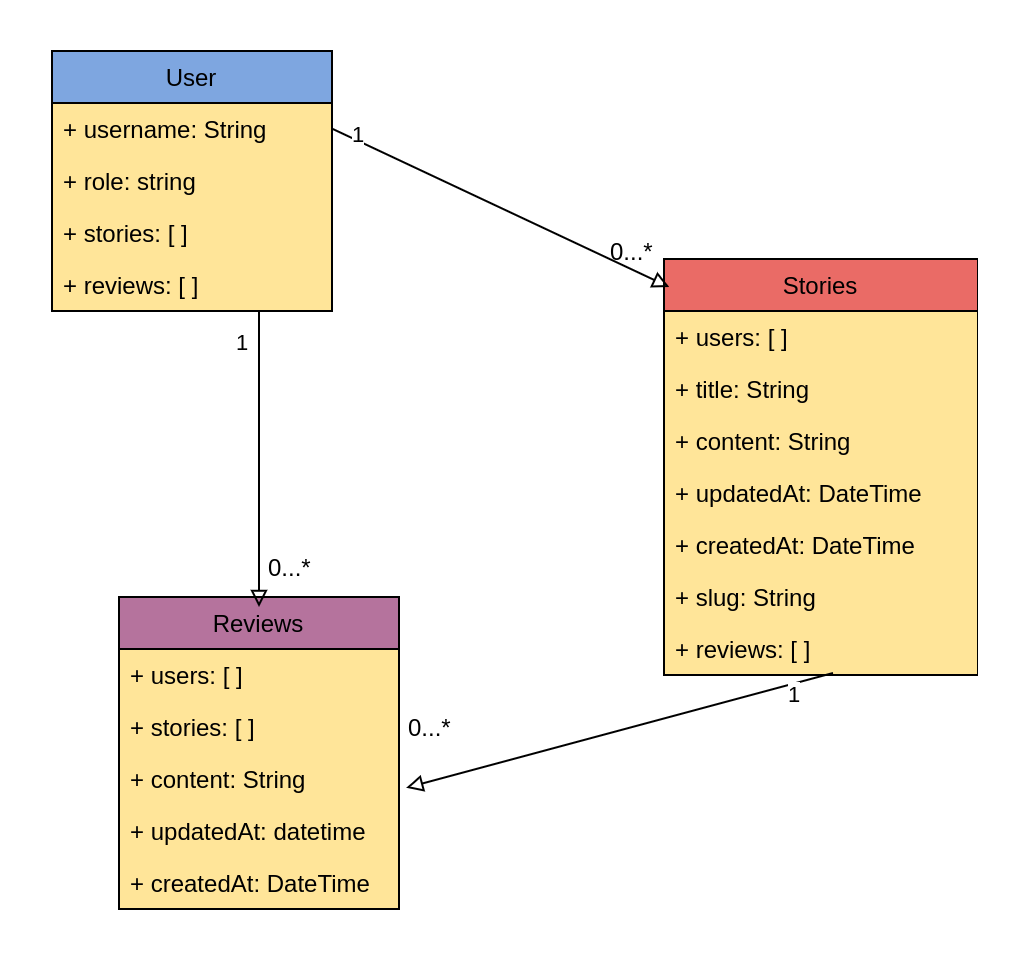 User
+ username: String
+ role: string
+ stories: [ ]
+ reviews: [ ]
1
0...*
1
Stories
+ users: [ ]
+ title: String
+ content: String
+ updatedAt: DateTime
+ createdAt: DateTime
+ slug: String
+ reviews: [ ]
1
0...*
Reviews
+ users: [ ]
+ stories: [ ]
+ content: String
+ updatedAt: datetime
+ createdAt: DateTime
0...*